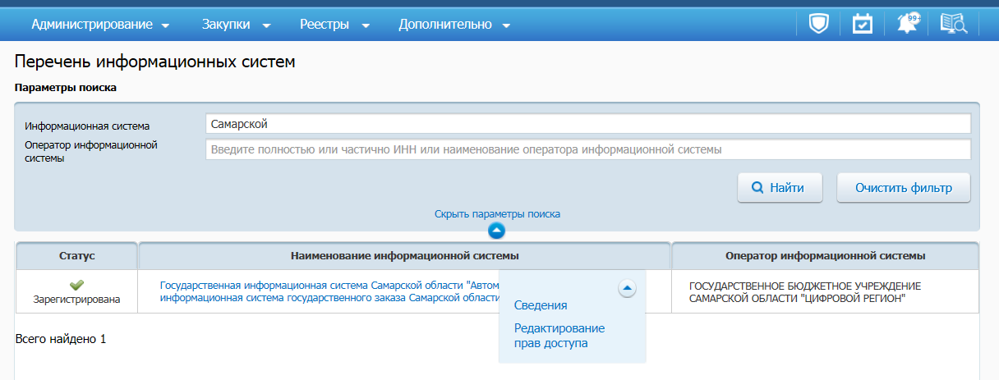 Администрирование Закупки Реестры Дополнительно 99+
Перечень информационных систем
Параметры поиска
Информационная система Самарской
Оператор информационной
системы
Введите полностью или частично ИНН или наименование оператора информационной системы
Найти Очистить фильтр
Скрыть параметры поиска
Статус Наименование информационной системы Оператор информационной системы
Зарегистрирована
Государственная информационная система Самарской области "Автом
информационная система государственного заказа Самарской области
Сведения
Редактирование
прав доступа
ГОСУДАРСТВЕННОЕ БЮДЖЕТНОЕ УЧРЕЖДЕНИЕ
САМАРСКОЙ ОБЛАСТИ "ЦИФРОВОЙ РЕГИОН"
Всего найдено 1